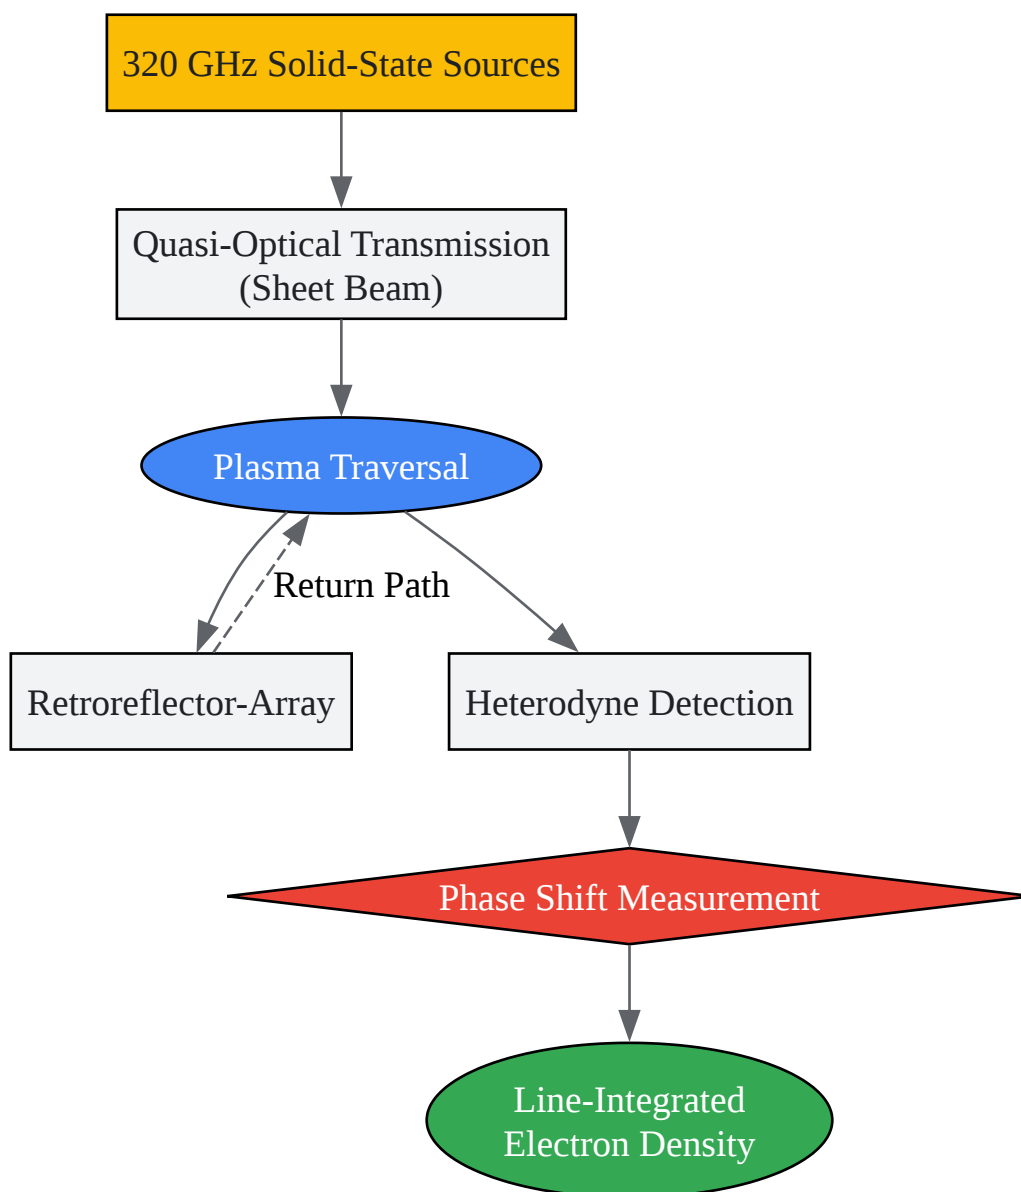 320 GHz Solid-State Sources
Quasi-Optical Transmission
(Sheet Beam)
Plasma Traversal
Return Path
Retroreflector-Array
Heterodyne Detection
Phase Shift Measurement
Line-Integrated
Electron Density